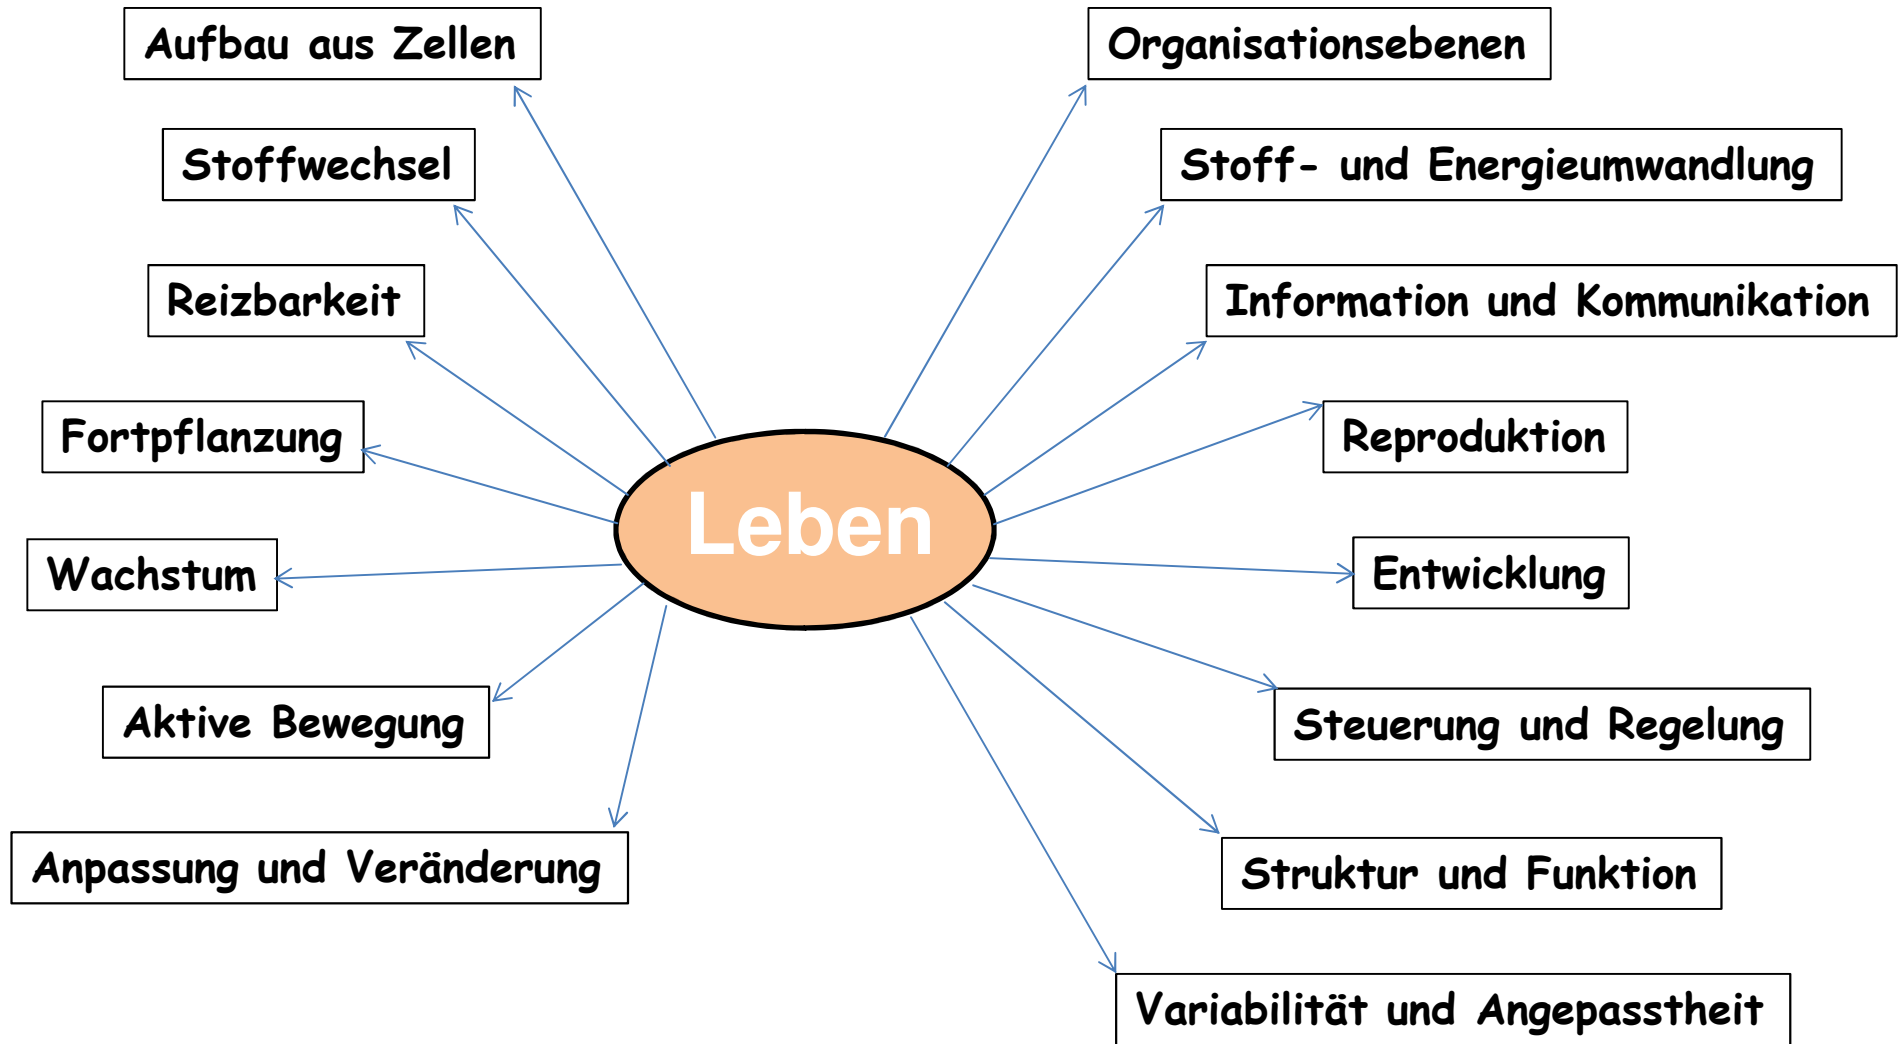 Aufbau aus Zellen
Organisationsebenen
Stoffwechsel
Stoff- und Energieumwandlung
Reizbarkeit
Information und Kommunikation
Fortpflanzung
Reproduktion
Leben
Wachstum
Entwicklung
Aktive Bewegung
Steuerung und Regelung
Anpassung und Veränderung
Struktur und Funktion
Variabilität und Angepasstheit